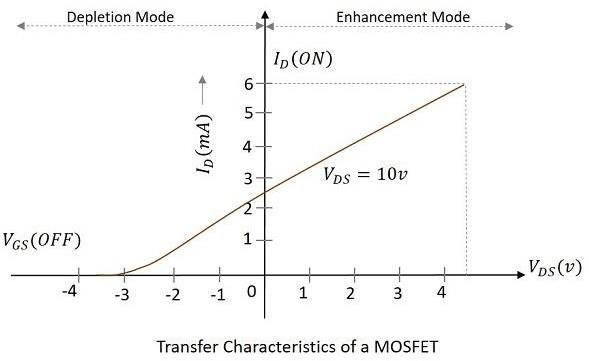 Depletion Mode Enhancement Mode
I_D(ON)
6
5
4
3
2
1
I_D(mA)
V_DS = 10v
V_GS(OFF)
V_DS(v)
-4 -3 -2 -1 0 1 2 3 4
Transfer Characteristics of a MOSFET